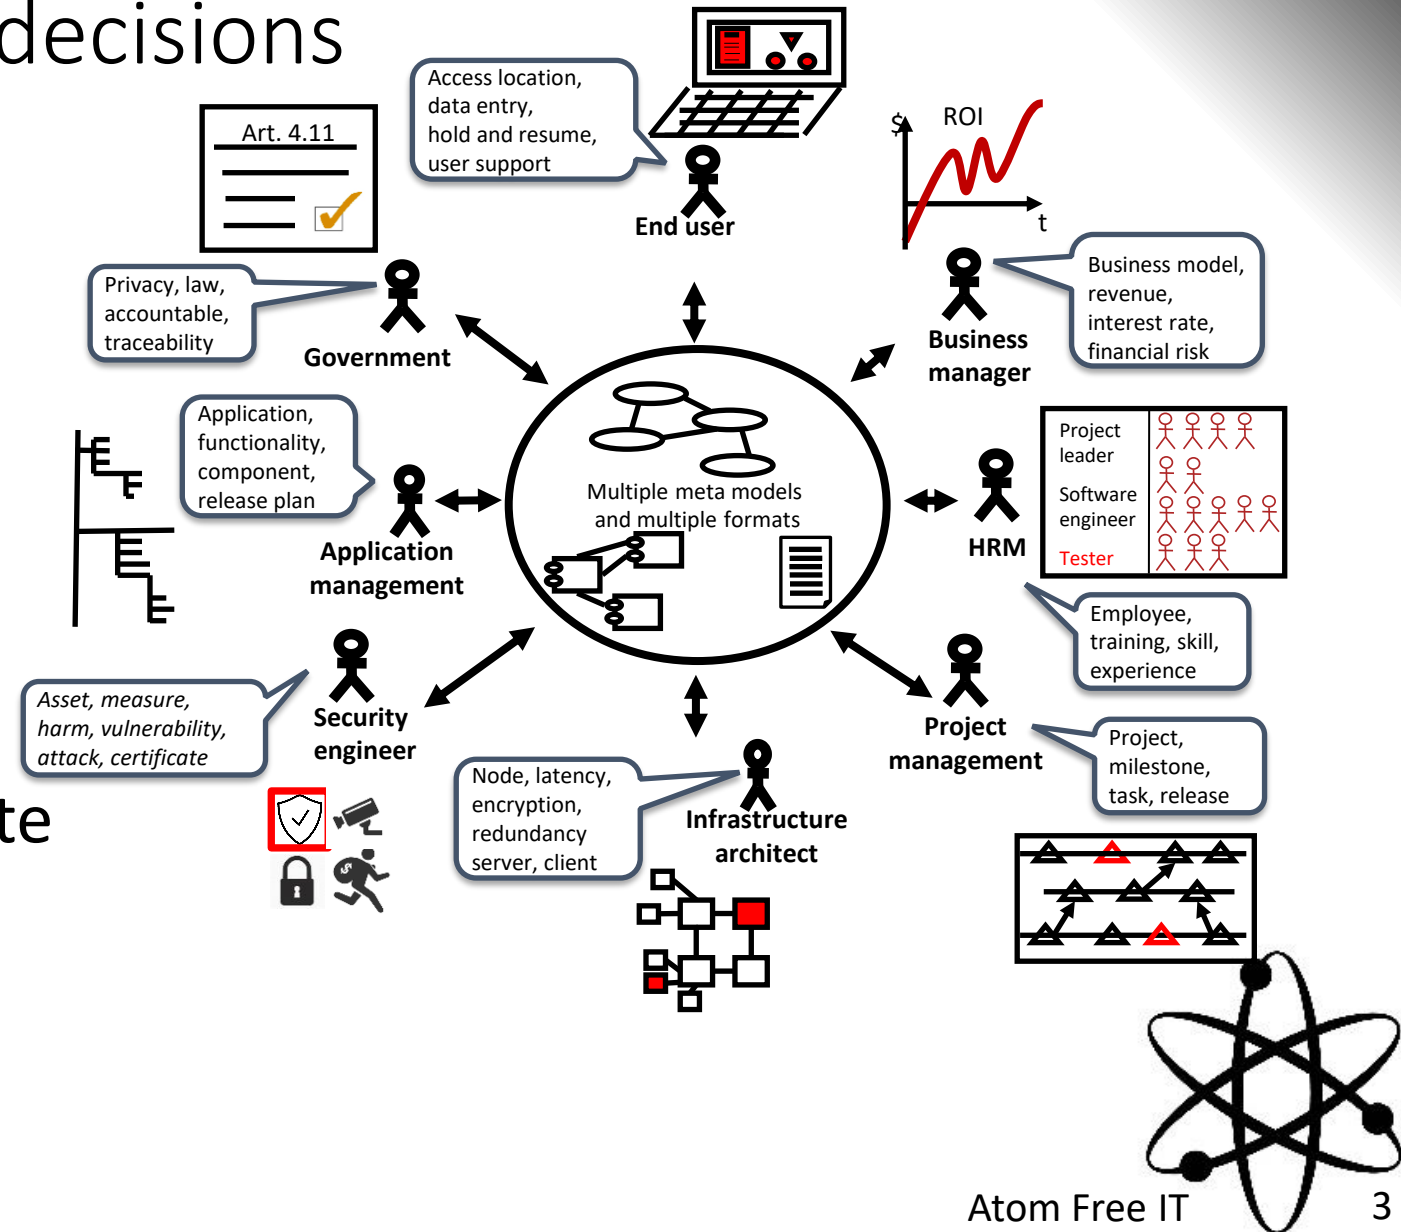 decisions
Access location,
data entry,
hold and resume,
user support
Art. 4.11
$
ROI
t
End user
Privacy, law,
accountable,
traceability
Government
Business model,
revenue,
interest rate,
financial risk
Business
manager
Application,
functionality,
component,
release plan
Application
management
Multiple meta models
and multiple formats
HRM
Project
leader
Software
engineer
Tester
Employee,
training, skill,
experience
Asset, measure,
harm, vulnerability,
attack, certificate
Security
engineer
Project
management
Project,
milestone,
task, release
Node, latency,
encryption,
redundancy
server, client
Infrastructure
architect
te
$
Atom Free IT
3